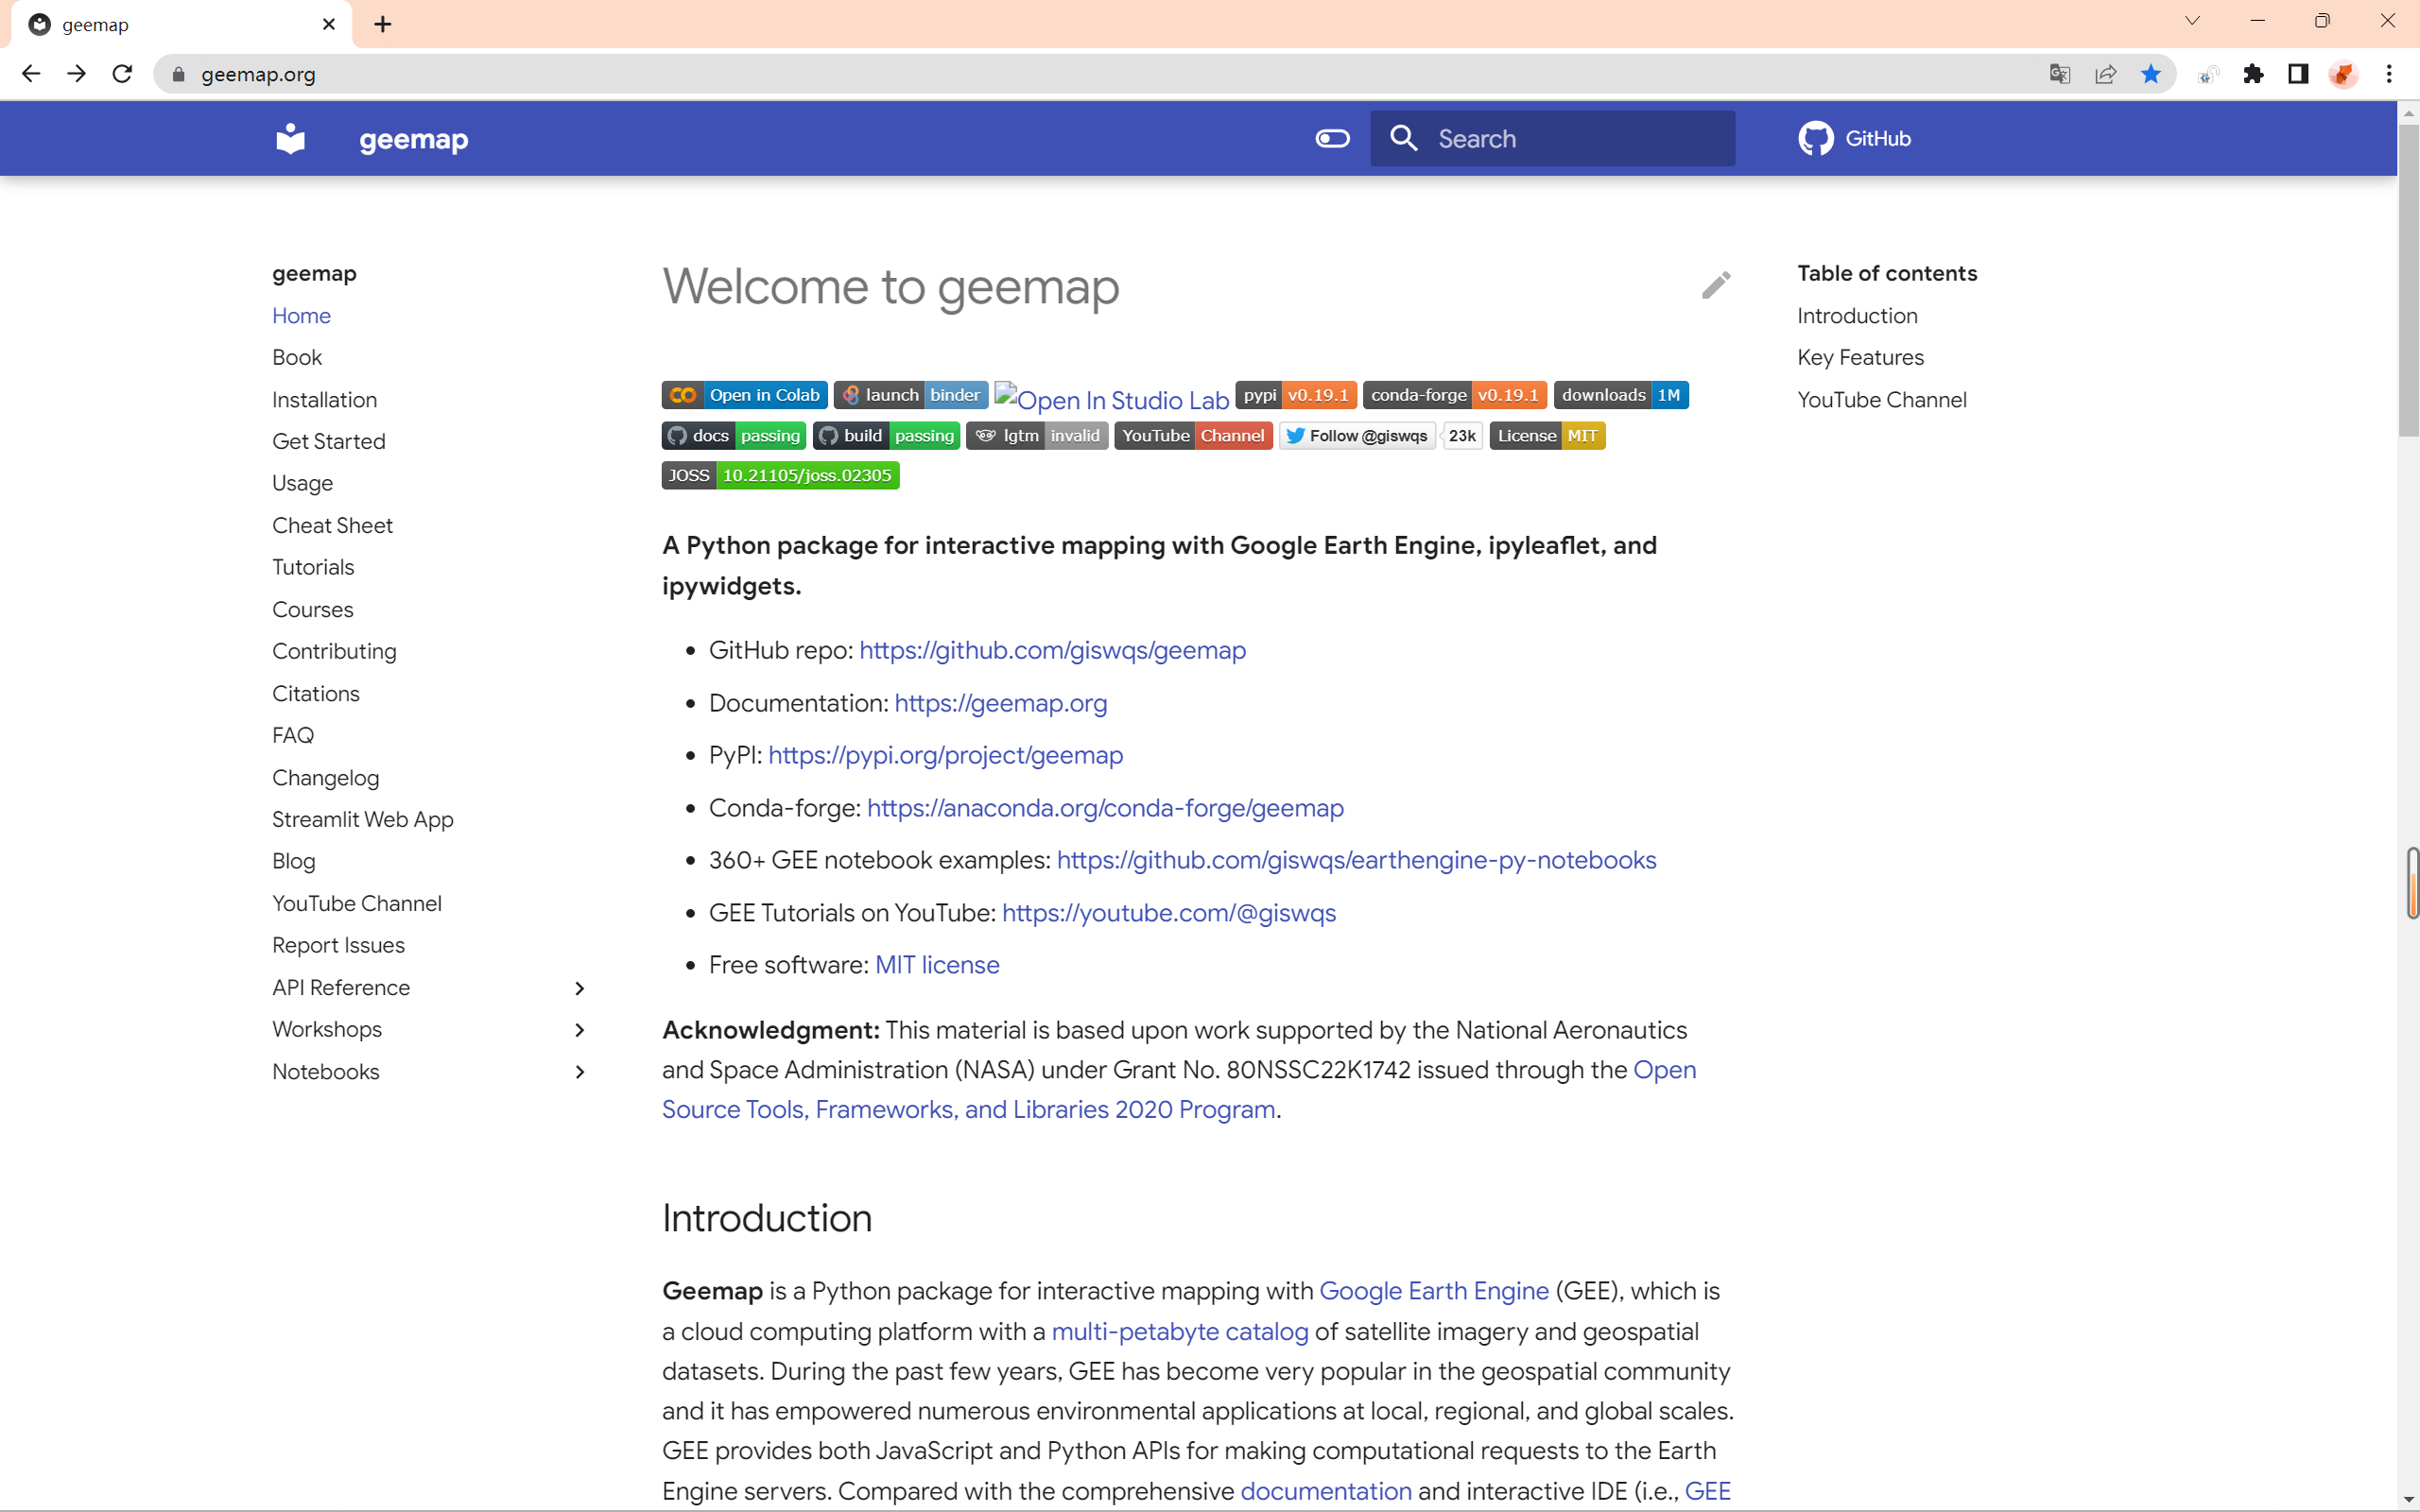 geemap
geemap.org
geemap
Search
GitHub
geemap
Home
Book
Installation
Get Started
Usage
Cheat Sheet
Tutorials
Courses
Contributing
Citations
FAQ
Changelog
Streamlit Web App
Blog
YouTube Channel
Report Issues
API Reference
Workshops
Notebooks
Welcome to geemap
Open in Colab launch binder Open In Studio Lab pypi v0.19.1 conda-forge v0.19.1 downloads 1M
docs passing build passing lgtm invalid YouTube Channel Follow @giswqs 23k License MIT
JOSS 10.21105/joss.02305
A Python package for interactive mapping with Google Earth Engine, ipyleaflet, and
ipywidgets.
• GitHub repo: https://github.com/giswqs/geemap
• Documentation: https://geemap.org
• PyPI: https://pypi.org/project/geemap
• Conda-forge: https://anaconda.org/conda-forge/geemap
• 360+ GEE notebook examples: https://github.com/giswqs/earthengine-py-notebooks
• GEE Tutorials on YouTube: https://youtube.com/@giswqs
• Free software: MIT license
Acknowledgment: This material is based upon work supported by the National Aeronautics
and Space Administration (NASA) under Grant No. 80NSSC22K1742 issued through the Open
Source Tools, Frameworks, and Libraries 2020 Program.
Introduction
Geemap is a Python package for interactive mapping with Google Earth Engine (GEE), which is
a cloud computing platform with a multi-petabyte catalog of satellite imagery and geospatial
datasets. During the past few years, GEE has become very popular in the geospatial community
and it has empowered numerous environmental applications at local, regional, and global scales.
GEE provides both JavaScript and Python APIs for making computational requests to the Earth
Engine servers. Compared with the comprehensive documentation and interactive IDE (i.e., GEE
Table of contents
Introduction
Key Features
YouTube Channel